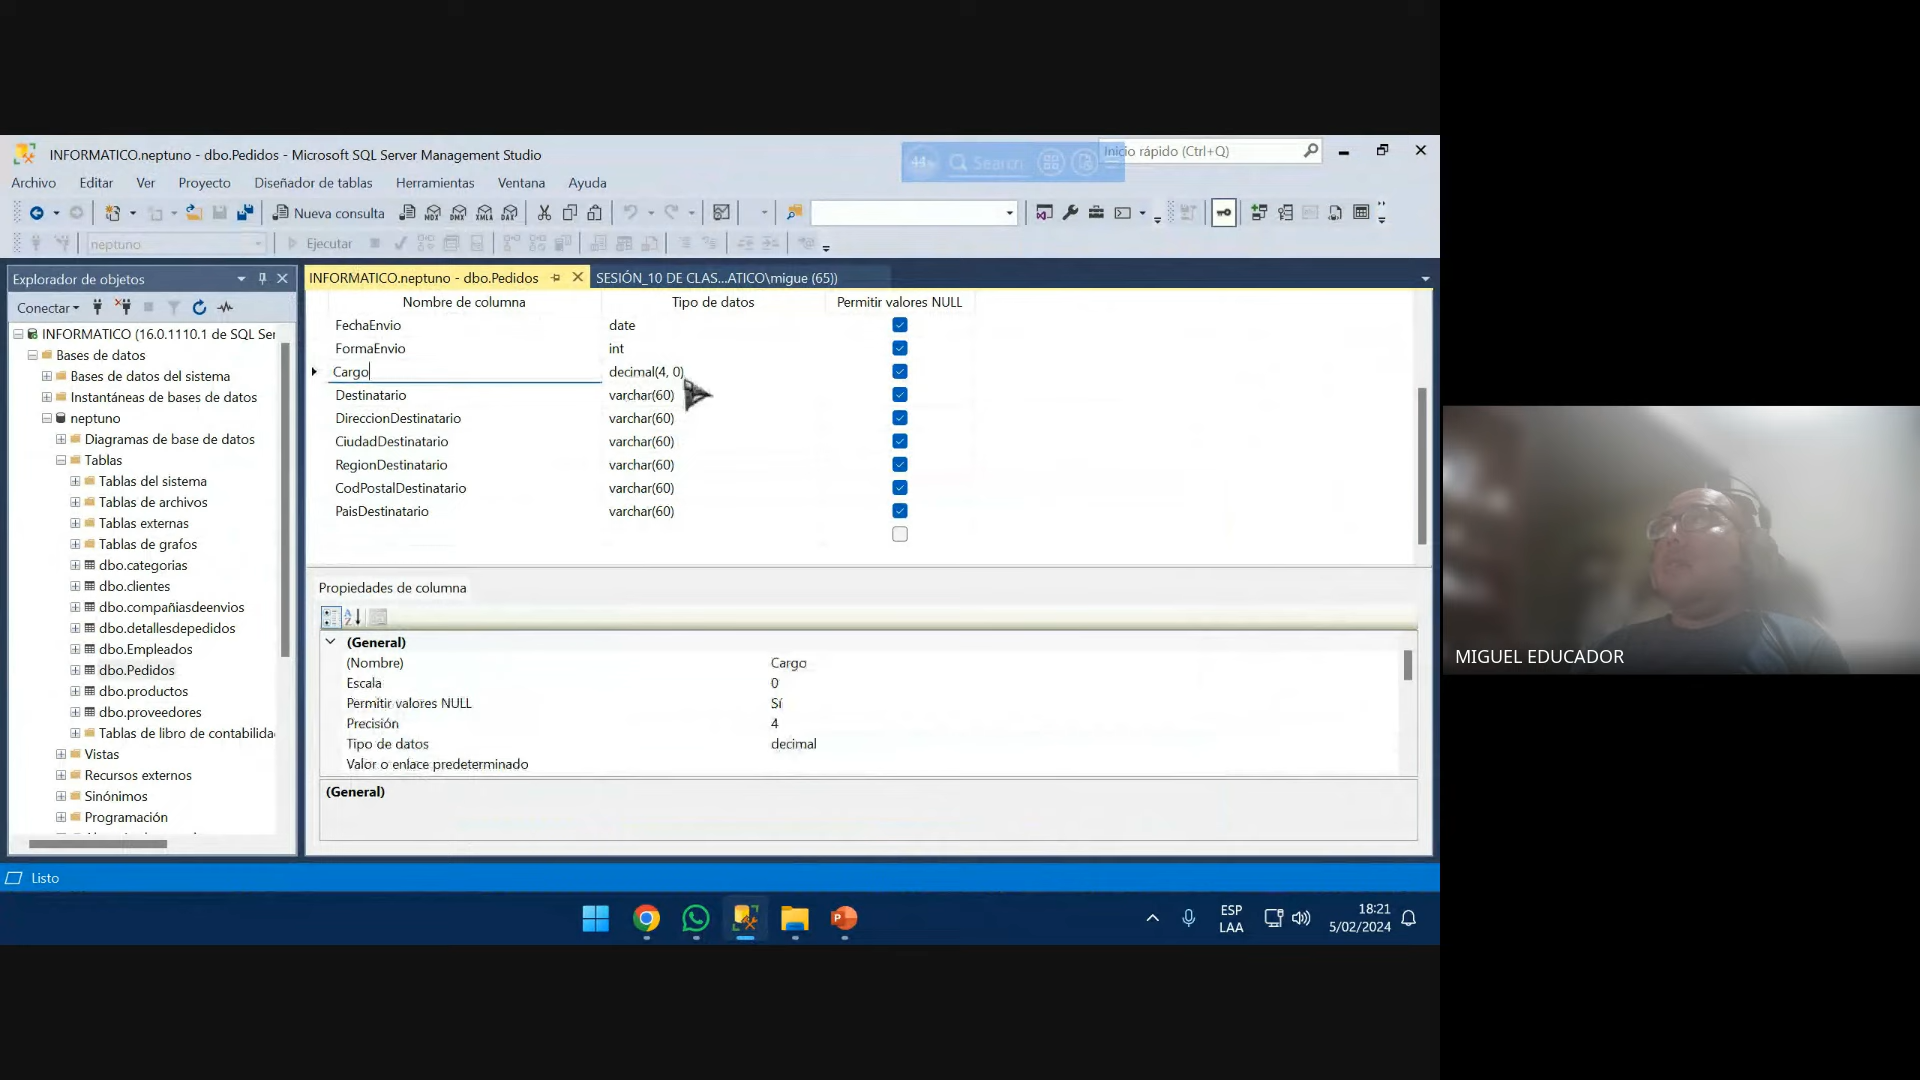 INFORMATICO.neptuno - dbo.Pedidos - Microsoft SQL Server Management Studio
44%
Search
Inicio rápido (Ctrl+Q)
Archivo Editar Ver Proyecto Diseñador de tablas Herramientas Ventana Ayuda
Nueva consulta
MDX DMX XMLA DAX
neptuno
Ejecutar
Explorador de objetos
INFORMATICO.neptuno - dbo.Pedidos
SESIÓN_10 DE CLAS...ATICO\migue (65))
Conectar
INFORMATICO (16.0.1110.1 de SQL Ser
Bases de datos
Bases de datos del sistema
Instantáneas de bases de datos
neptuno
Diagramas de base de datos
Tablas
Tablas del sistema
Tablas de archivos
Tablas externas
Tablas de grafos
dbo.categorias
dbo.clientes
dbo.compañiasdeenvios
dbo.detallesdepedidos
dbo.Empleados
dbo.Pedidos
dbo.productos
dbo.proveedores
Tablas de libro de contabilida
Vistas
Recursos externos
Sinónimos
Programación
Nombre de columna Tipo de datos Permitir valores NULL
FechaEnvio date
FormaEnvio int
Cargo decimal(4, 0)
Destinatario varchar(60)
DireccionDestinatario varchar(60)
CiudadDestinatario varchar(60)
RegionDestinatario varchar(60)
CodPostalDestinatario varchar(60)
PaisDestinatario varchar(60)
Propiedades de columna
(General)
(Nombre) Cargo
Escala 0
Permitir valores NULL Sí
Precisión 4
Tipo de datos decimal
Valor o enlace predeterminado
(General)
Listo
ESP
LAA
18:21
5/02/2024
MIGUEL EDUCADOR